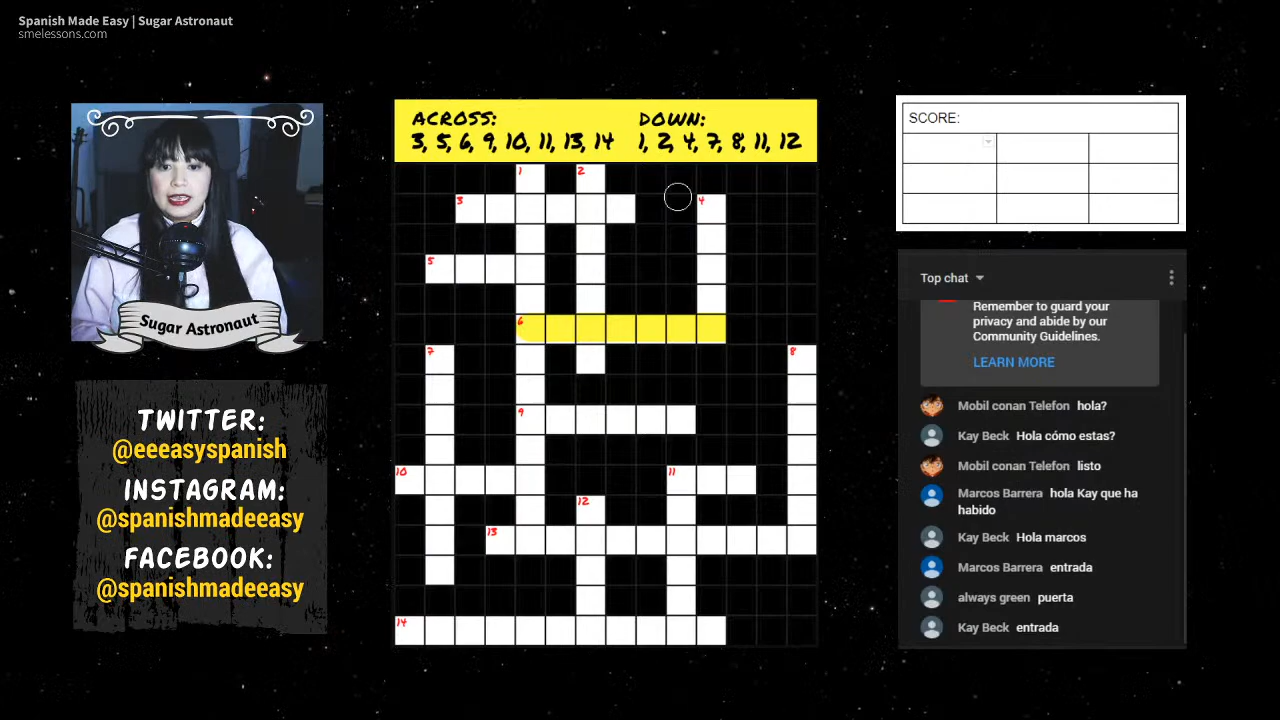 Spanish Made Easy | Sugar Astronaut
smelessons.com
Sugar Astronaut
TWITTER:
@eeeasyspanish
INSTAGRAM:
@spanishmadeeasy
FACEBOOK:
@spanishmadeeasy
ACROSS:
3, 5, 6, 9, 10, 11, 13, 14
DOWN:
1, 2, 4, 7, 8, 11, 12
1 2
3 4
5
6
7 8
9
10 11
12
13
14
SCORE:
Top chat
Remember to guard your
privacy and abide by our
Community Guidelines.
LEARN MORE
Mobil conan Telefon hola?
Kay Beck Hola cómo estas?
Mobil conan Telefon listo
Marcos Barrera hola Kay que ha
habido
Kay Beck Hola marcos
Marcos Barrera entrada
always green puerta
Kay Beck entrada